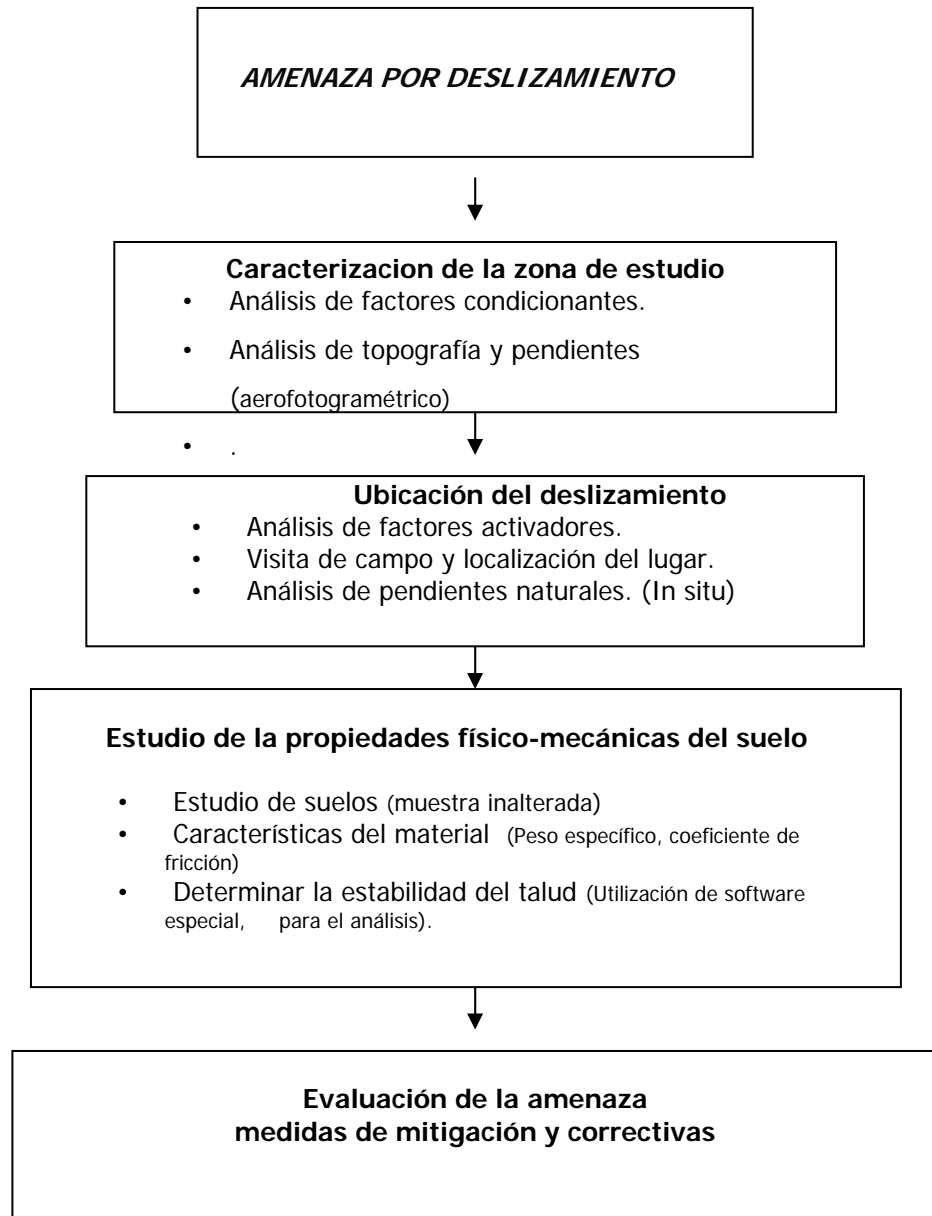 AMENAZA POR DESLIZAMIENTO
Caracterizacion de la zona de estudio
• Análisis de factores condicionantes.
• Análisis de topografía y pendientes
(aerofotogramétrico)
• .
Ubicación del deslizamiento
• Análisis de factores activadores.
• Visita de campo y localización del lugar.
• Análisis de pendientes naturales. (In situ)
Estudio de la propiedades físico-mecánicas del suelo
• Estudio de suelos (muestra inalterada)
• Características del material (Peso específico, coeficiente de
fricción)
• Determinar la estabilidad del talud (Utilización de software
especial, para el análisis).
Evaluación de la amenaza
medidas de mitigación y correctivas